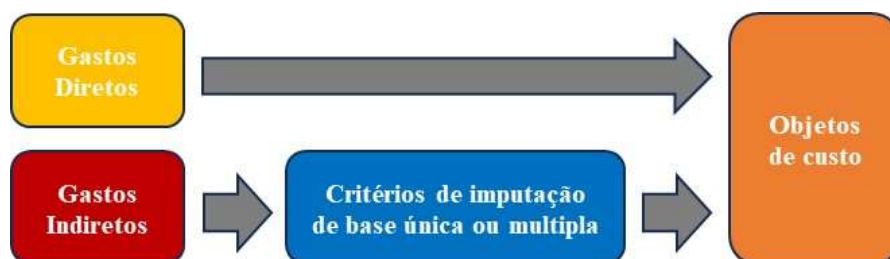 Gastos
Diretos
Objetos
de custo
Gastos
Indiretos
Critérios de imputação
de base única ou multipla